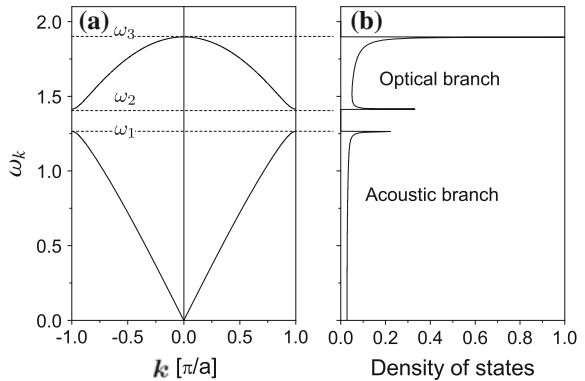 (a)
(b)
2.0
1.5
1.0
0.5
0.0
ω_k
ω₃
ω₂
ω₁
Optical branch
Acoustic branch
-1.0 -0.5 0.0 0.5 1.0
0.0 0.2 0.4 0.6 0.8 1.0
k [π/a]
Density of states